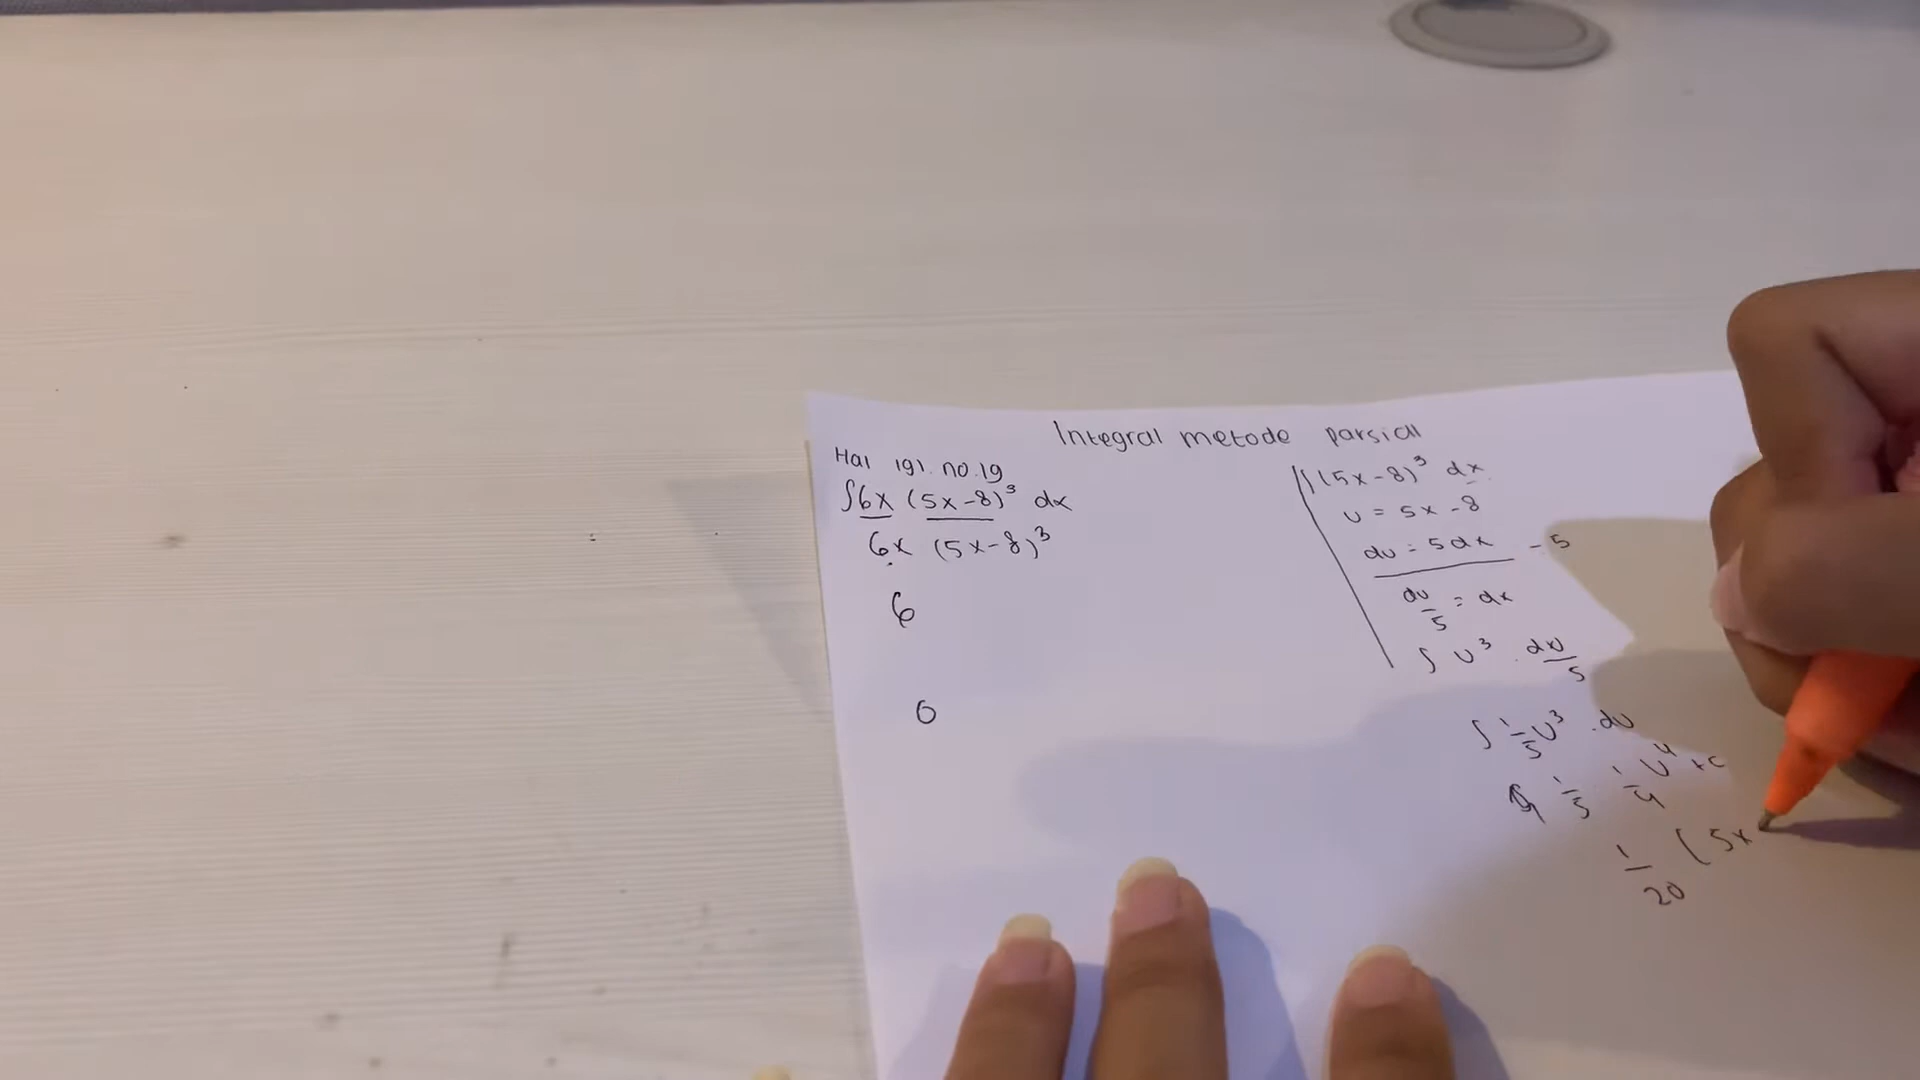 Integral metode parsial
Hal 191. no.19
∫6x (5x-8)³ dx
6x (5x-8)³
6
0
∫(5x-8)³ dx
u = 5x - 8
du = 5dx - 5
du/5 = dx
∫ u³ . du/5
∫ 1/5 u³ . du
1/5 1/4 u⁴ + c
1/20 (5x